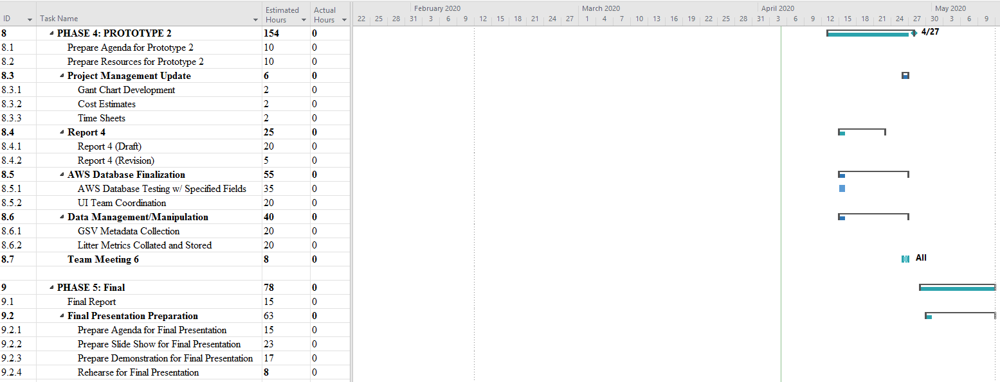 ID Task Name Estimated Hours Actual Hours
February 2020 March 2020 April 2020 May 2020
22 25 28 31 3 6 9 12 15 18 21 24 27 1 4 7 10 13 16 19 22 25 28 31 3 6 9 12 15 18 21 24 27 30 3 6 9
8 PHASE 4: PROTOTYPE 2 154 0 4/27
8.1 Prepare Agenda for Prototype 2 10 0
8.2 Prepare Resources for Prototype 2 10 0
8.3 Project Management Update 6 0
8.3.1 Gant Chart Development 2 0
8.3.2 Cost Estimates 2 0
8.3.3 Time Sheets 2 0
8.4 Report 4 25 0
8.4.1 Report 4 (Draft) 20 0
8.4.2 Report 4 (Revision) 5 0
8.5 AWS Database Finalization 55 0
8.5.1 AWS Database Testing w/ Specified Fields 35 0
8.5.2 UI Team Coordination 20 0
8.6 Data Management/Manipulation 40 0
8.6.1 GSV Metadata Collection 20 0
8.6.2 Litter Metrics Collated and Stored 20 0
8.7 Team Meeting 6 8 0 All
9 PHASE 5: Final 78 0
9.1 Final Report 15 0
9.2 Final Presentation Preparation 63 0
9.2.1 Prepare Agenda for Final Presentation 15 0
9.2.2 Prepare Slide Show for Final Presentation 23 0
9.2.3 Prepare Demonstration for Final Presentation 17 0
9.2.4 Rehearse for Final Presentation 8 0